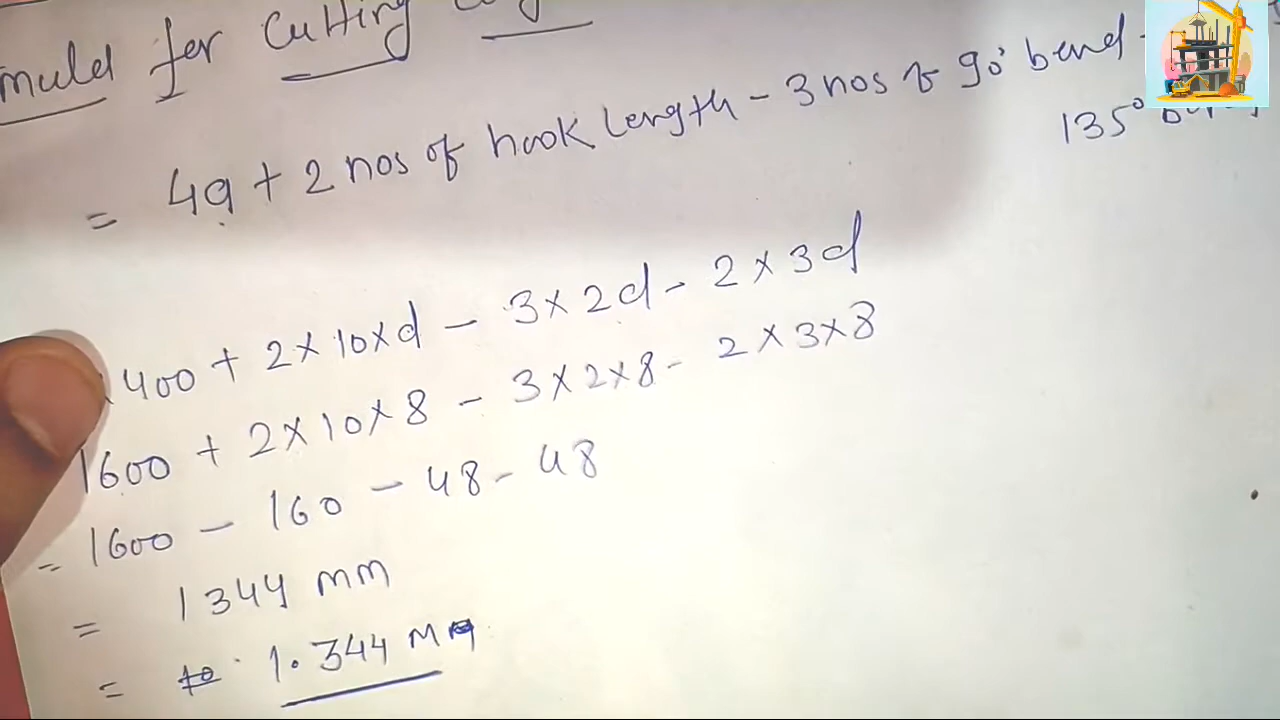 for Cutting
= 4a + 2 nos of hook length - 3 nos of 90° bend -
135°
400 + 2×10×d - 3×2d - 2×3d
1600 + 2×10×8 - 3×2×8 - 2×3×8
= 1600 - 160 - 48 - 48
= 1344 mm
= 1.344 m